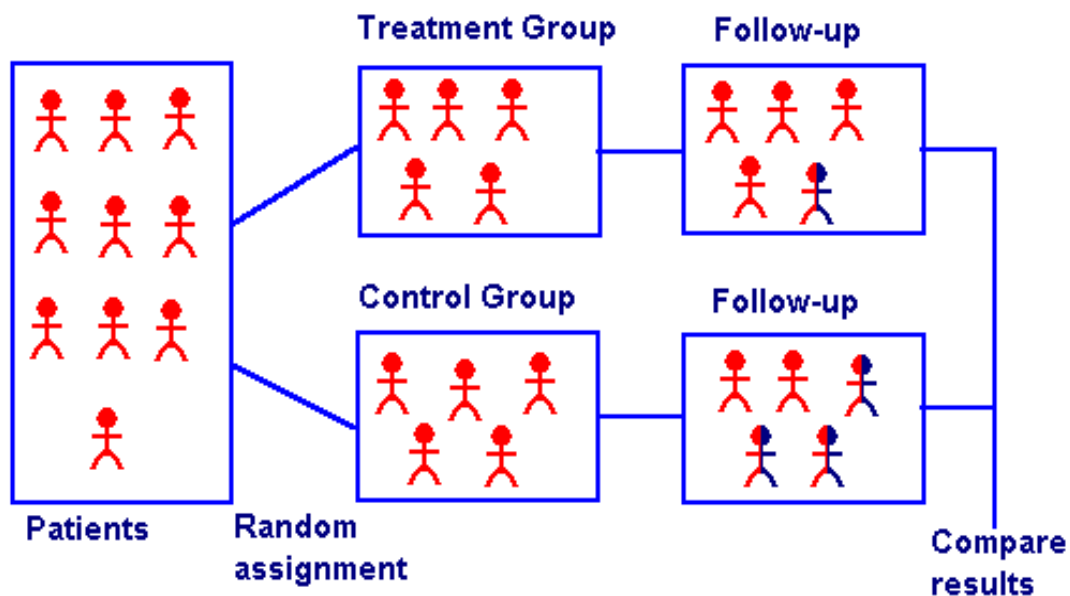 Treatment Group
Follow-up
Control Group
Follow-up
Patients
Random
assignment
Compare
results